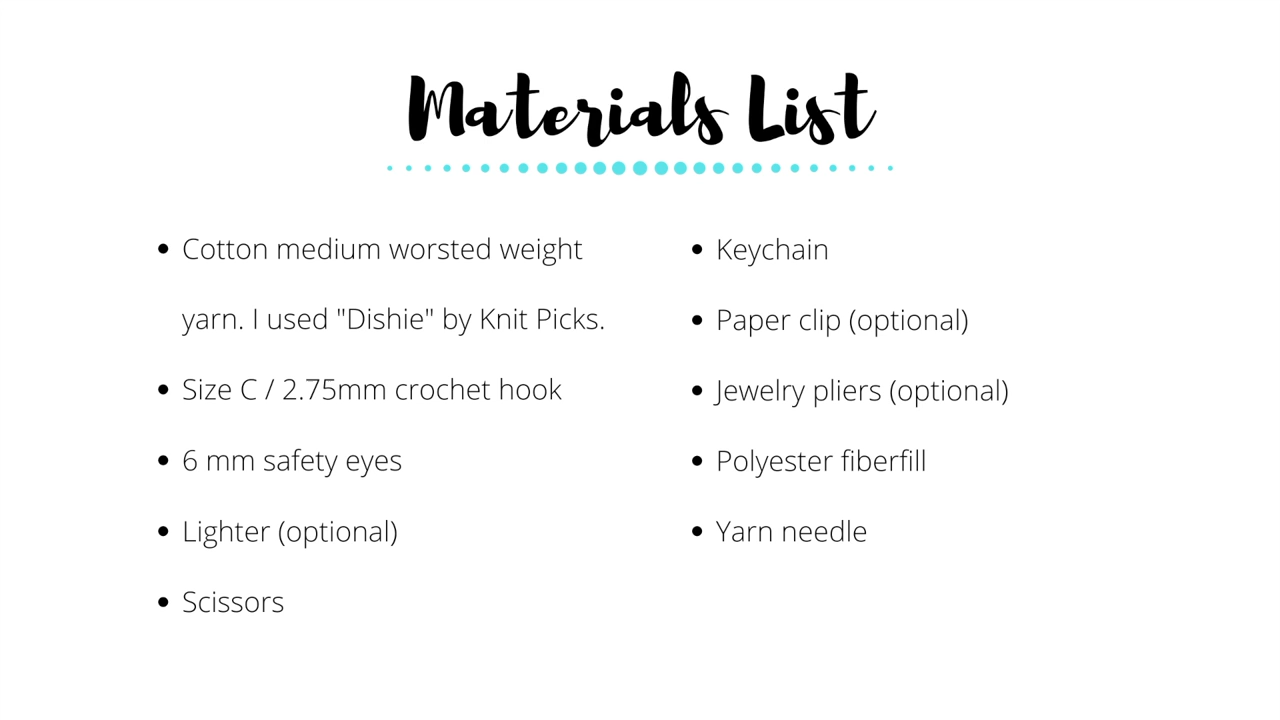 Materials List
• Cotton medium worsted weight
yarn. I used "Dishie" by Knit Picks.
• Size C / 2.75mm crochet hook
• 6 mm safety eyes
• Lighter (optional)
• Scissors
• Keychain
• Paper clip (optional)
• Jewelry pliers (optional)
• Polyester fiberfill
• Yarn needle